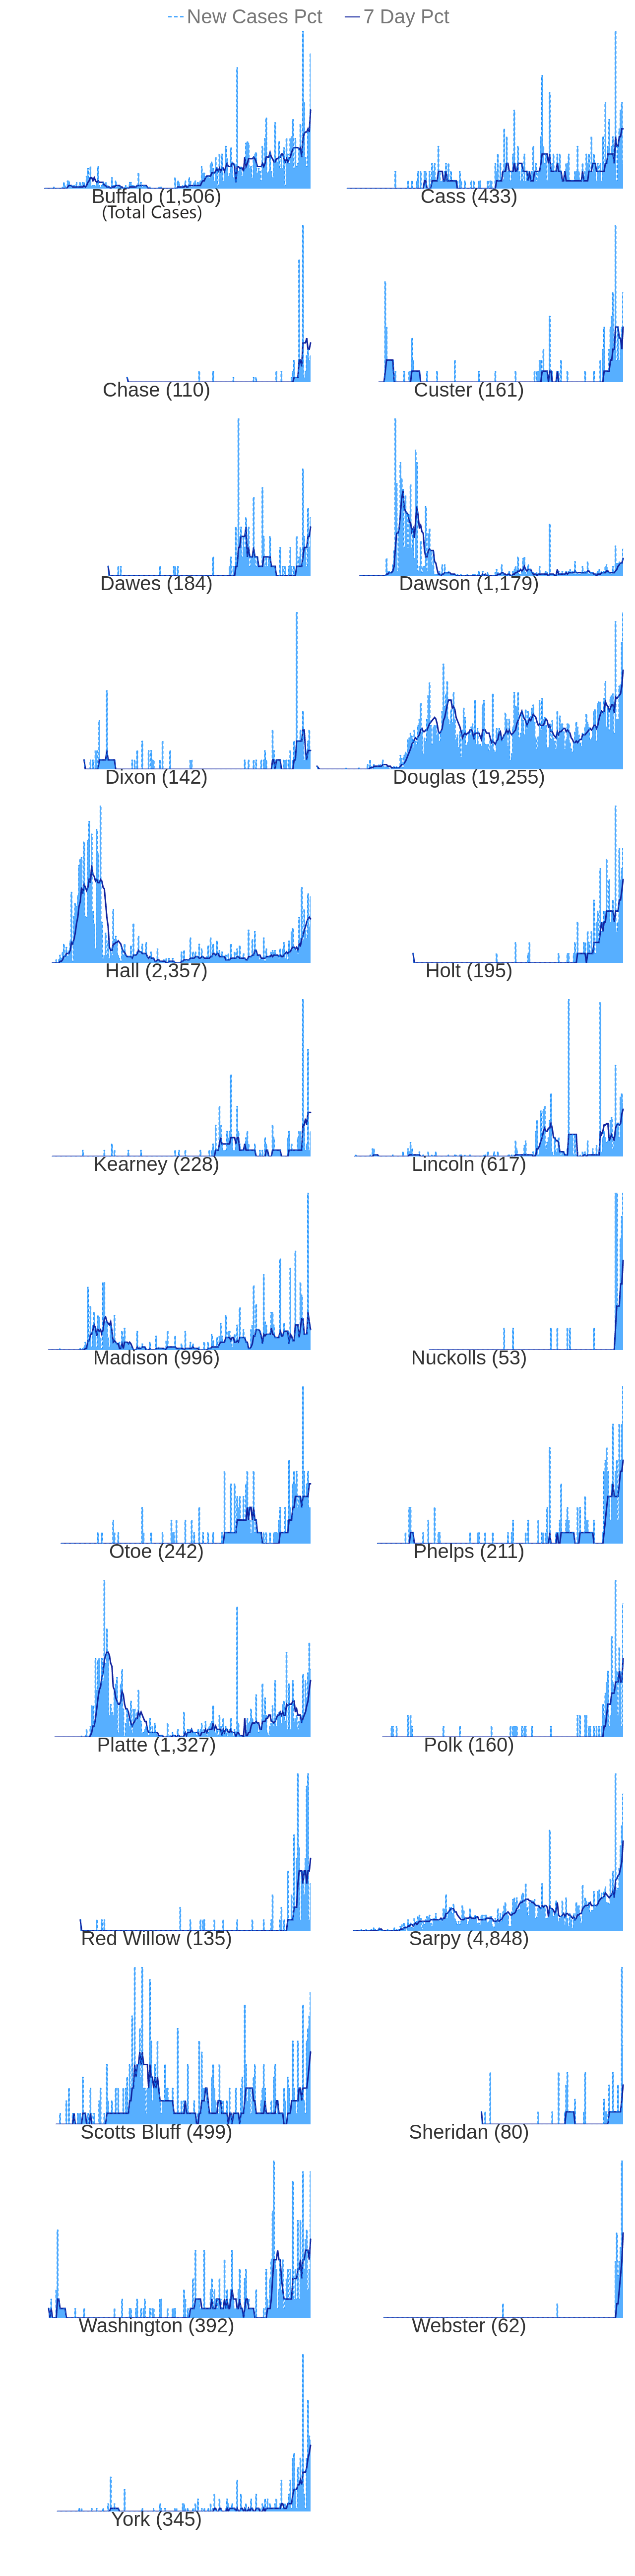 New Cases Pct 7 Day Pct
Buffalo (1,506) Cass (433)
(Total Cases)
Chase (110) Custer (161)
Dawes (184) Dawson (1,179)
Dixon (142) Douglas (19,255)
Hall (2,357) Holt (195)
Kearney (228) Lincoln (617)
Madison (996) Nuckolls (53)
Otoe (242) Phelps (211)
Platte (1,327) Polk (160)
Red Willow (135) Sarpy (4,848)
Scotts Bluff (499) Sheridan (80)
Washington (392) Webster (62)
York (345)